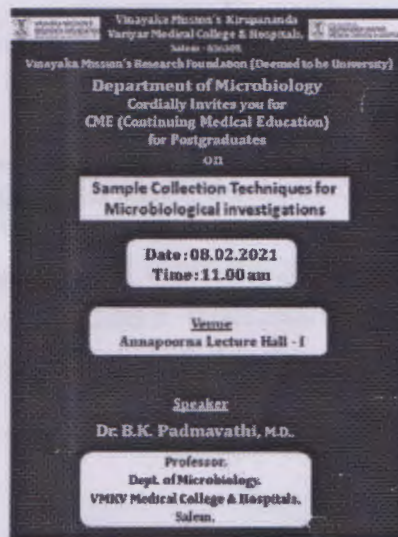 Vinayaka Mission's Kirupananda
Variyar Medical College & Hospitals,
Salem - 636308.
Vinayaka Mission's Research Foundation (Deemed to be University)
Department of Microbiology
Cordially Invites you for
CME (Continuing Medical Education)
for Postgraduates
on
Sample Collection Techniques for
Microbiological investigations
Date:08.02.2021
Time:11.00 am
Venue
Annapoorna Lecture Hall - I
Speaker
Dr. B.K. Padmavathi, M.D..
Professor,
Dept. of Microbiology,
VMKV Medical College & Hospitals,
Salem.